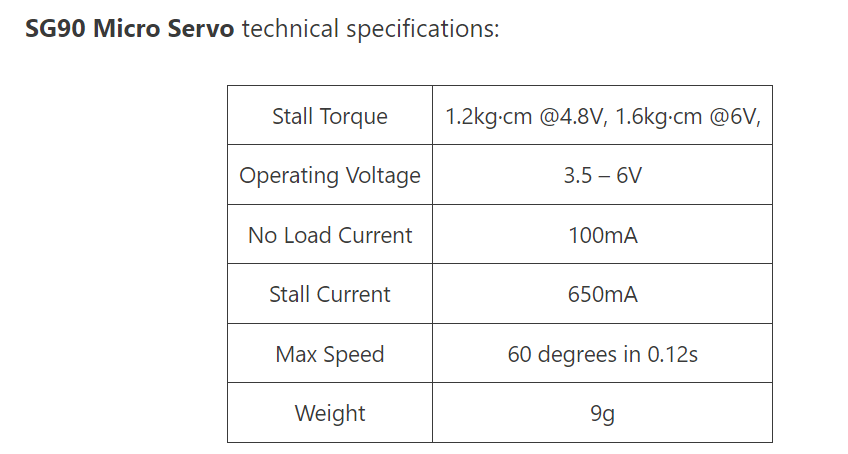 SG90 Micro Servo technical specifications:
Stall Torque 1.2kg·cm @4.8V, 1.6kg·cm @6V,
Operating Voltage 3.5 – 6V
No Load Current 100mA
Stall Current 650mA
Max Speed 60 degrees in 0.12s
Weight 9g